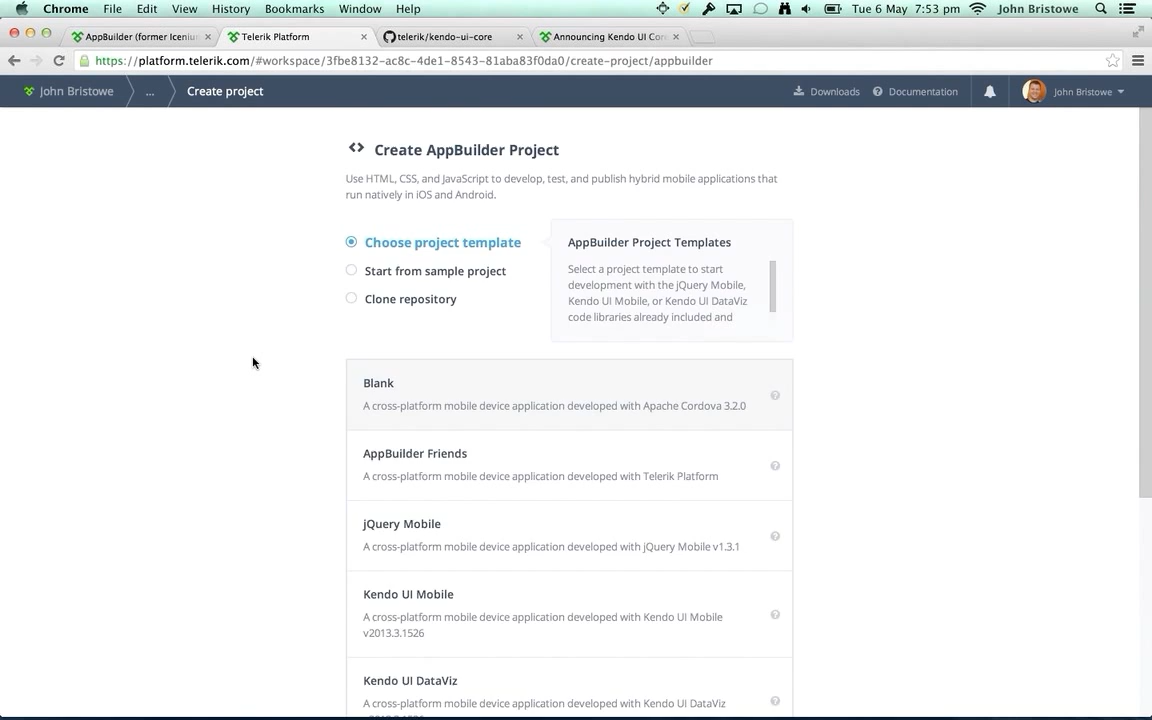 Chrome File Edit View History Bookmarks Window Help Tue 6 May 7:53 pm John Bristowe
AppBuilder (former Iceniu
Telerik Platform
telerik/kendo-ui-core
Announcing Kendo UI Cor
https://platform.telerik.com/#workspace/3fbe8132-ac8c-4de1-8543-81aba83f0da0/create-project/appbuilder
John Bristowe ... Create project Downloads Documentation John Bristowe
Create AppBuilder Project
Use HTML, CSS, and JavaScript to develop, test, and publish hybrid mobile applications that
run natively in iOS and Android.
Choose project template
Start from sample project
Clone repository
AppBuilder Project Templates
Select a project template to start
development with the jQuery Mobile,
Kendo UI Mobile, or Kendo UI DataViz
code libraries already included and
Blank
A cross-platform mobile device application developed with Apache Cordova 3.2.0
AppBuilder Friends
A cross-platform mobile device application developed with Telerik Platform
jQuery Mobile
A cross-platform mobile device application developed with jQuery Mobile v1.3.1
Kendo UI Mobile
A cross-platform mobile device application developed with Kendo UI Mobile
v2013.3.1526
Kendo UI DataViz
A cross-platform mobile device application developed with Kendo UI DataViz